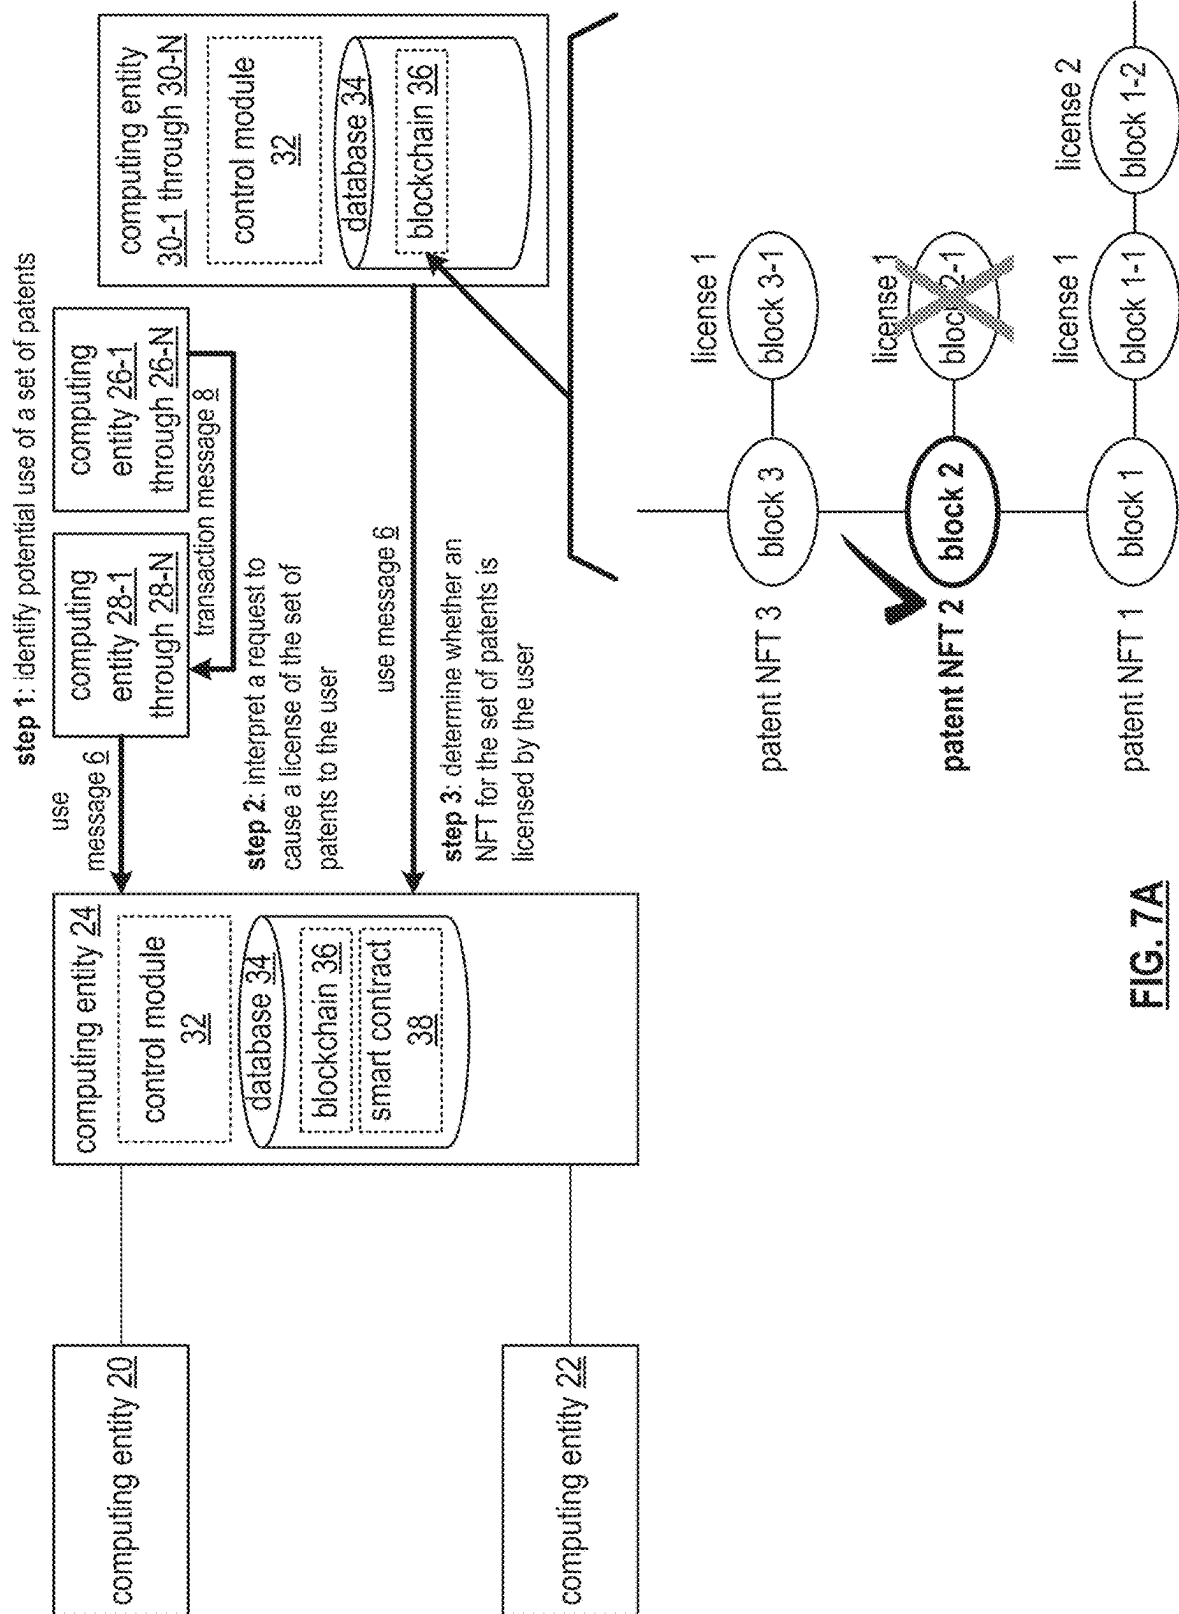 step 1: identify potential use of a set of patents
computing entity 20
computing entity 22
computing entity 24
control module
32
database 34
blockchain 36
smart contract
38
use
message 6
computing
entity 28-1
through 28-N
computing
entity 26-1
through 26-N
transaction message 8
step 2: interpret a request to
cause a license of the set of
patents to the user
use message 6
step 3: determine whether an
NFT for the set of patents is
licensed by the user
computing entity
30-1 through 30-N
control module
32
database 34
blockchain 36
patent NFT 3
block 3
license 1
block 3-1
patent NFT 2
block 2
license 1
block 2-1
patent NFT 1
block 1
license 1
block 1-1
license 2
block 1-2
FIG. 7A